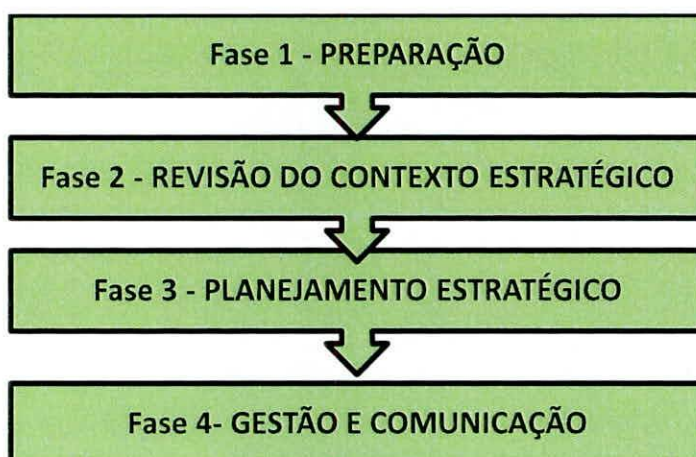 Fase 1 - PREPARAÇÃO
Fase 2 - REVISÃO DO CONTEXTO ESTRATÉGICO
Fase 3 - PLANEJAMENTO ESTRATÉGICO
Fase 4- GESTÃO E COMUNICAÇÃO